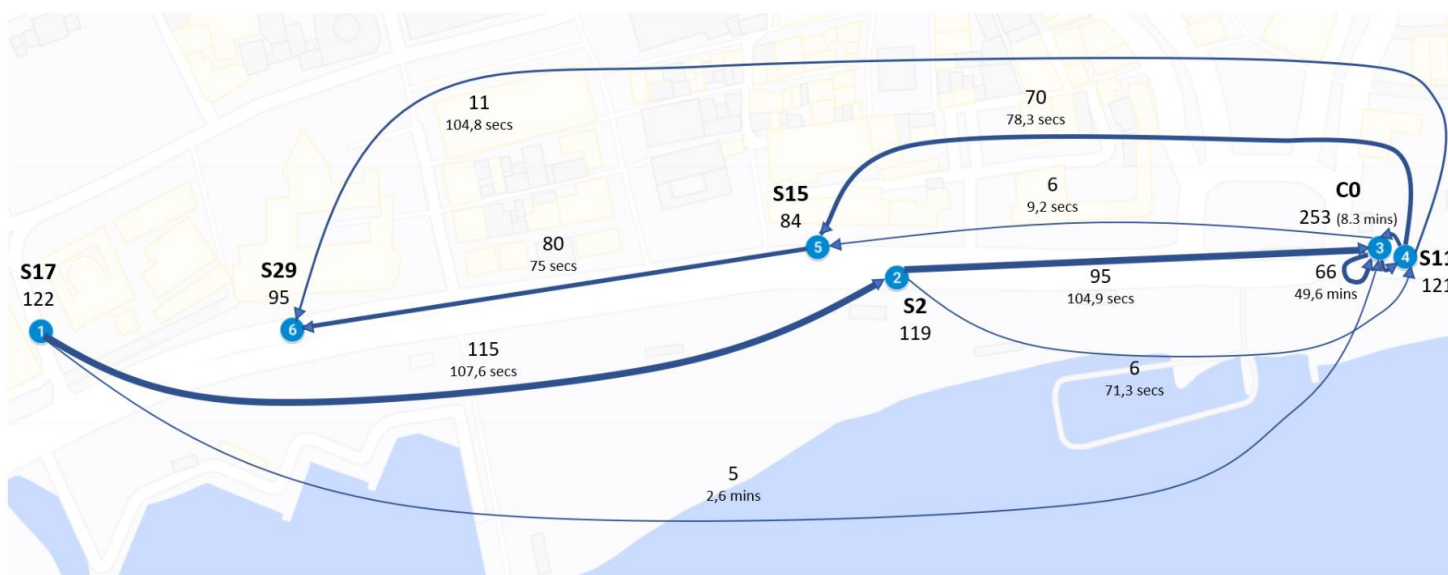 11
104,8 secs
70
78,3 secs
6
9,2 secs
C0
253 (8.3 mins)
S15
84
5
80
75 secs
S17
122
1
S29
95
6
3
4
S11
121
66
49,6 mins
2
S2
119
95
104,9 secs
115
107,6 secs
6
71,3 secs
5
2,6 mins